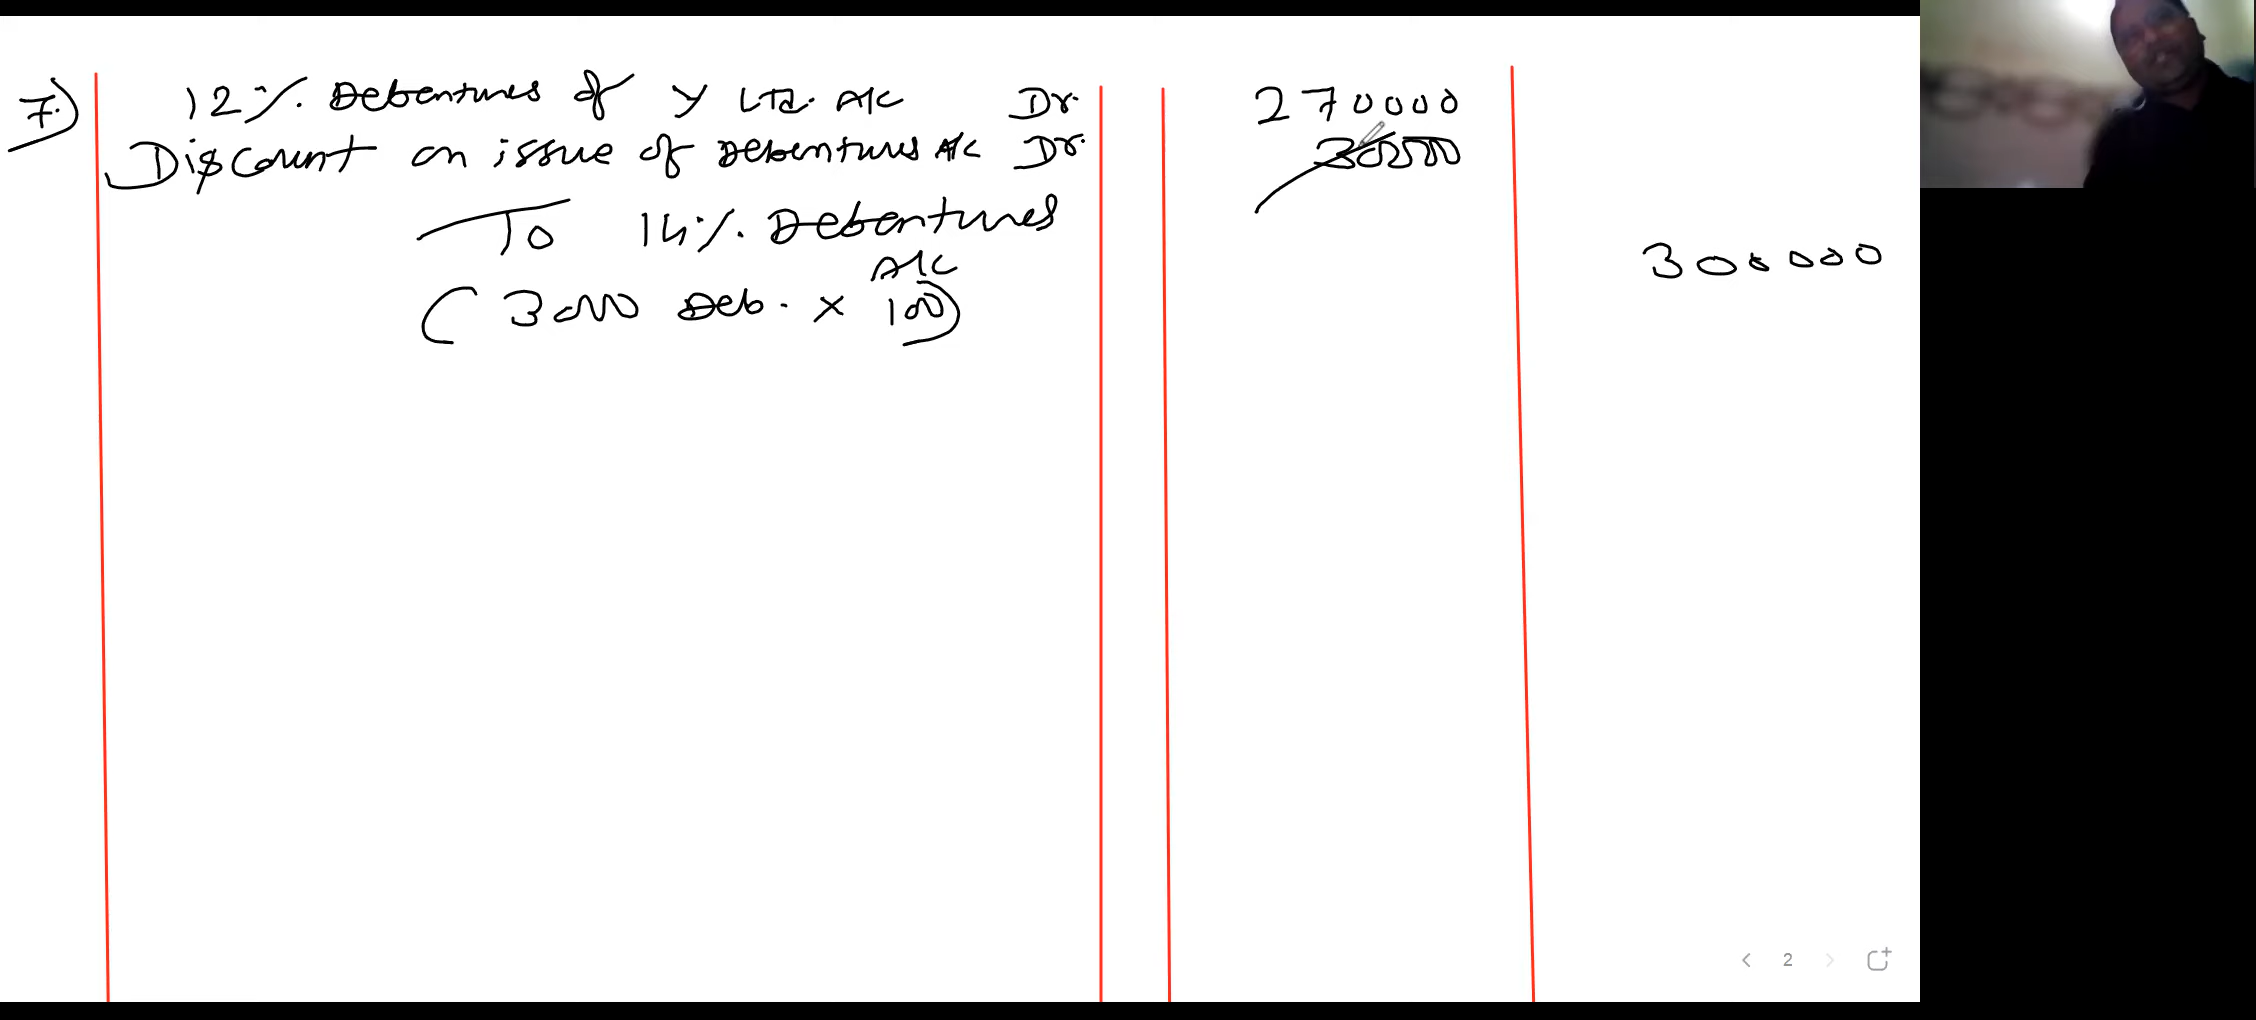 7.) 12%. Debentures of Y LTD. A/c Dr. 270000
Discount on issue of Debentures A/c Dr. 30000
To 14%. Debentures
A/c 300000
( 3000 Deb. × 100)
2